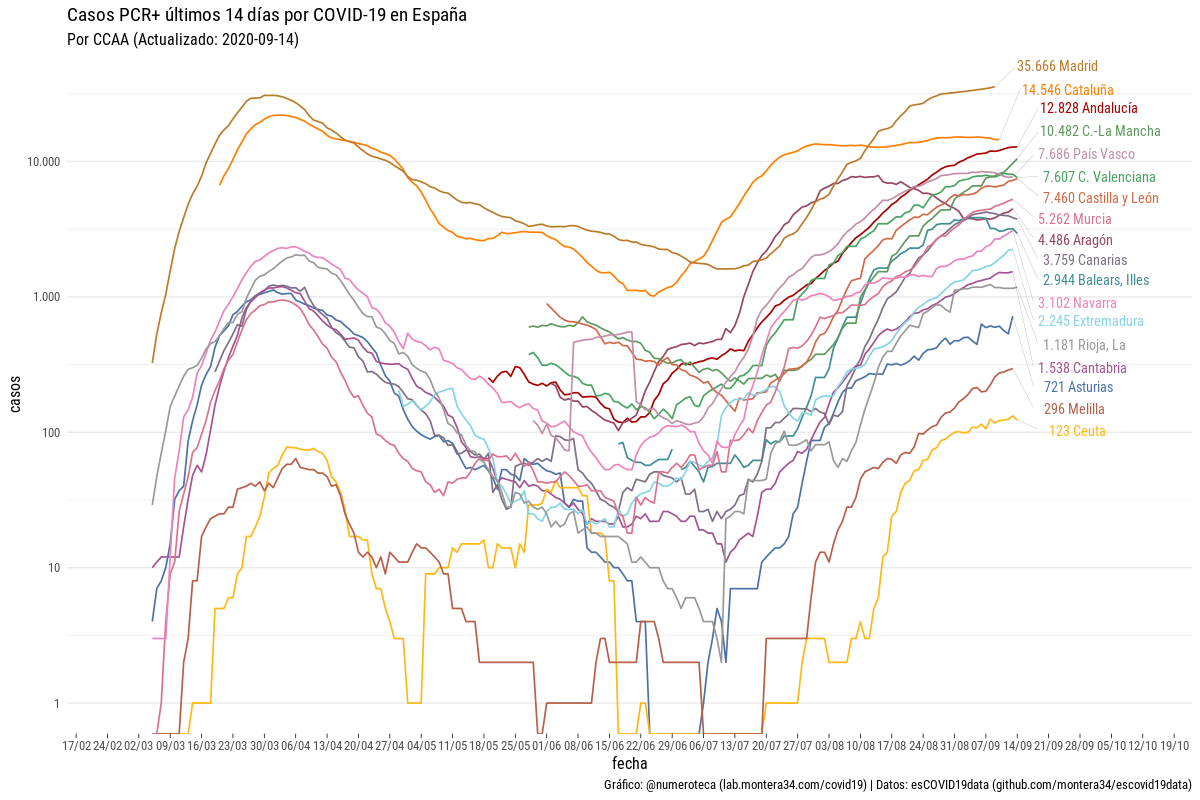 Casos PCR+ últimos 14 días por COVID-19 en España
Por CCAA (Actualizado: 2020-09-14)
35.666 Madrid
14.546 Cataluña
12.828 Andalucía
10.482 C.-La Mancha
7.686 País Vasco
7.607 C. Valenciana
7.460 Castilla y León
5.262 Murcia
4.486 Aragón
3.759 Canarias
2.944 Balears, Illes
3.102 Navarra
2.245 Extremadura
1.181 Rioja, La
1.538 Cantabria
721 Asturias
296 Melilla
123 Ceuta
10.000
1.000
100
10
1
casos
17/02 24/02 02/03 09/03 16/03 23/03 30/03 06/04 13/04 20/04 27/04 04/05 11/05 18/05 25/05 01/06 08/06 15/06 22/06 29/06 06/07 13/07 20/07 27/07 03/08 10/08 17/08 24/08 31/08 07/09 14/09 21/09 28/09 05/10 12/10 19/10
fecha
Gráfico: @numeroteca (lab.montera34.com/covid19) | Datos: esCOVID19data (github.com/montera34/escovid19data)